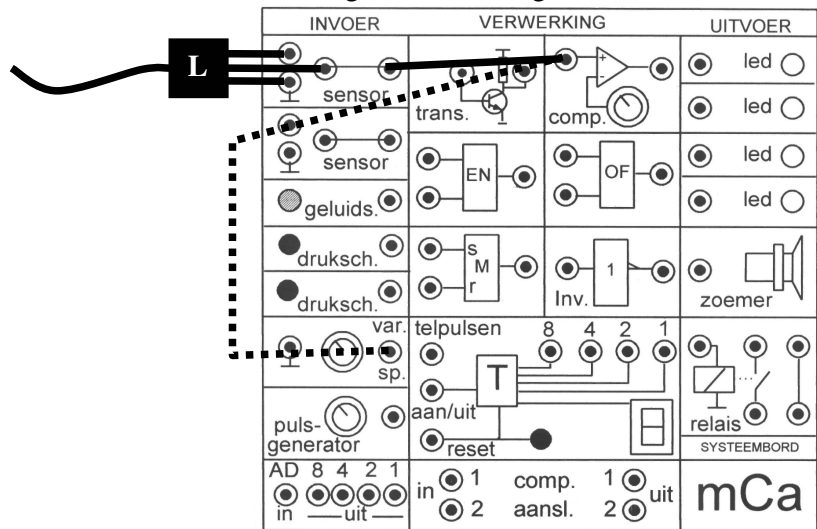 INVOER VERWERKING UITVOER
L
sensor
trans.
comp.
+
-
led
led
sensor
EN
OF
led
led
geluids.
druksch.
druksch.
s
M
r
Inv.
1
zoemer
var.
sp.
telpulsen 8 4 2 1
T
aan/uit
reset
relais
SYSTEEMBORD
puls-
generator
AD 8 4 2 1
in uit
in 1 comp. 1 uit
2 aansl. 2
mCa